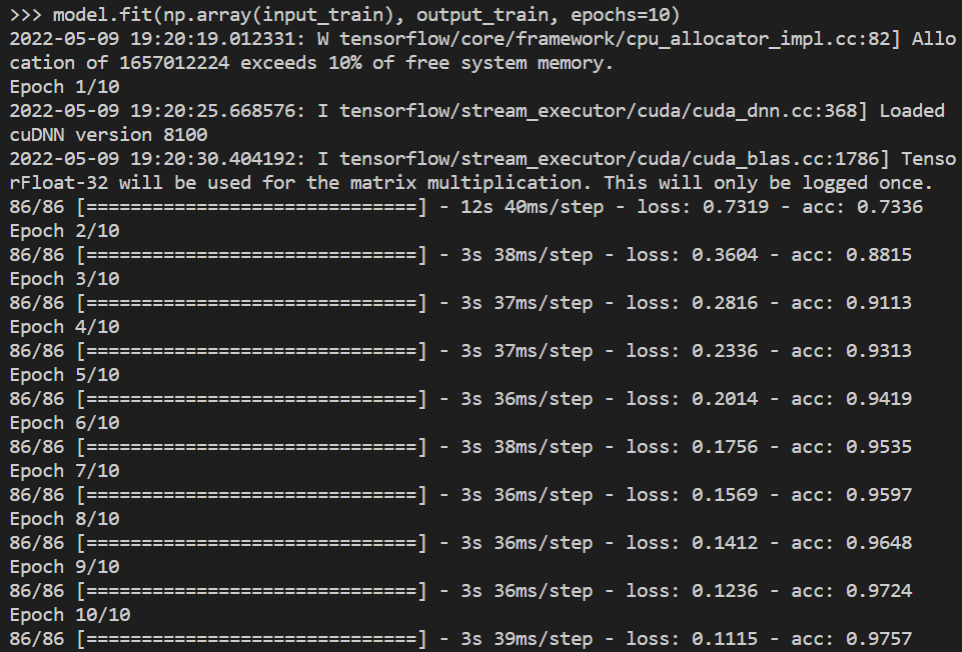 >>> model.fit(np.array(input_train), output_train, epochs=10)
2022-05-09 19:20:19.012331: W tensorflow/core/framework/cpu_allocator_impl.cc:82] Allo
cation of 1657012224 exceeds 10% of free system memory.
Epoch 1/10
2022-05-09 19:20:25.668576: I tensorflow/stream_executor/cuda/cuda_dnn.cc:368] Loaded
cuDNN version 8100
2022-05-09 19:20:30.404192: I tensorflow/stream_executor/cuda/cuda_blas.cc:1786] Tenso
rFloat-32 will be used for the matrix multiplication. This will only be logged once.
86/86 [==============================] - 12s 40ms/step - loss: 0.7319 - acc: 0.7336
Epoch 2/10
86/86 [==============================] - 3s 38ms/step - loss: 0.3604 - acc: 0.8815
Epoch 3/10
86/86 [==============================] - 3s 37ms/step - loss: 0.2816 - acc: 0.9113
Epoch 4/10
86/86 [==============================] - 3s 37ms/step - loss: 0.2336 - acc: 0.9313
Epoch 5/10
86/86 [==============================] - 3s 36ms/step - loss: 0.2014 - acc: 0.9419
Epoch 6/10
86/86 [==============================] - 3s 38ms/step - loss: 0.1756 - acc: 0.9535
Epoch 7/10
86/86 [==============================] - 3s 36ms/step - loss: 0.1569 - acc: 0.9597
Epoch 8/10
86/86 [==============================] - 3s 36ms/step - loss: 0.1412 - acc: 0.9648
Epoch 9/10
86/86 [==============================] - 3s 36ms/step - loss: 0.1236 - acc: 0.9724
Epoch 10/10
86/86 [==============================] - 3s 39ms/step - loss: 0.1115 - acc: 0.9757